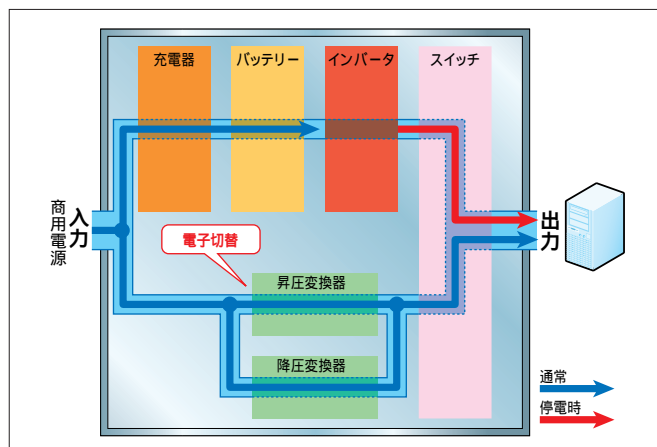 充電器
バッテリー
インバータ
スイッチ
商用電源
入力
出力
電子切替
昇圧変換器
降圧変換器
通常
停電時